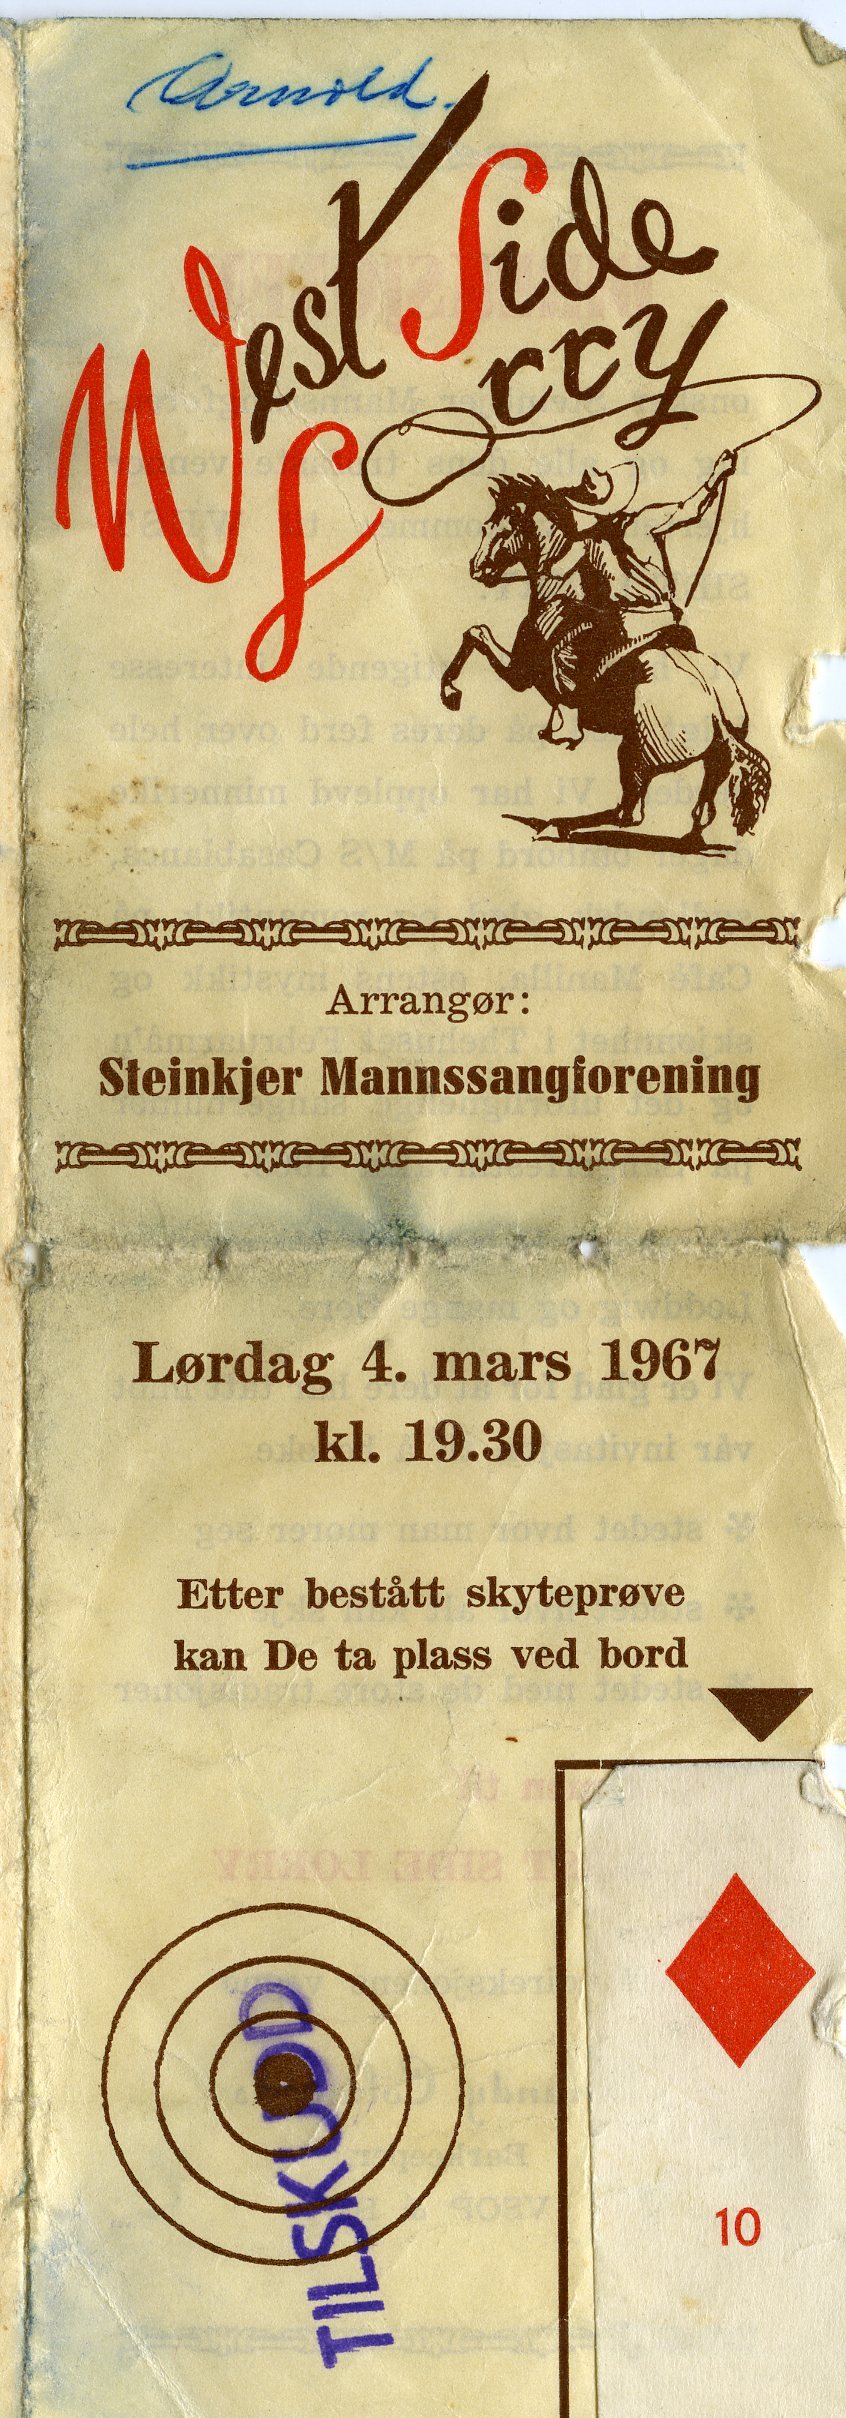 Arnold.
West Side
Lorry
Arrangør:
Steinkjer Mannssangforening
Lørdag 4. mars 1967
kl. 19.30
Etter bestått skyteprøve
kan De ta plass ved bord
TILSKUDD
10